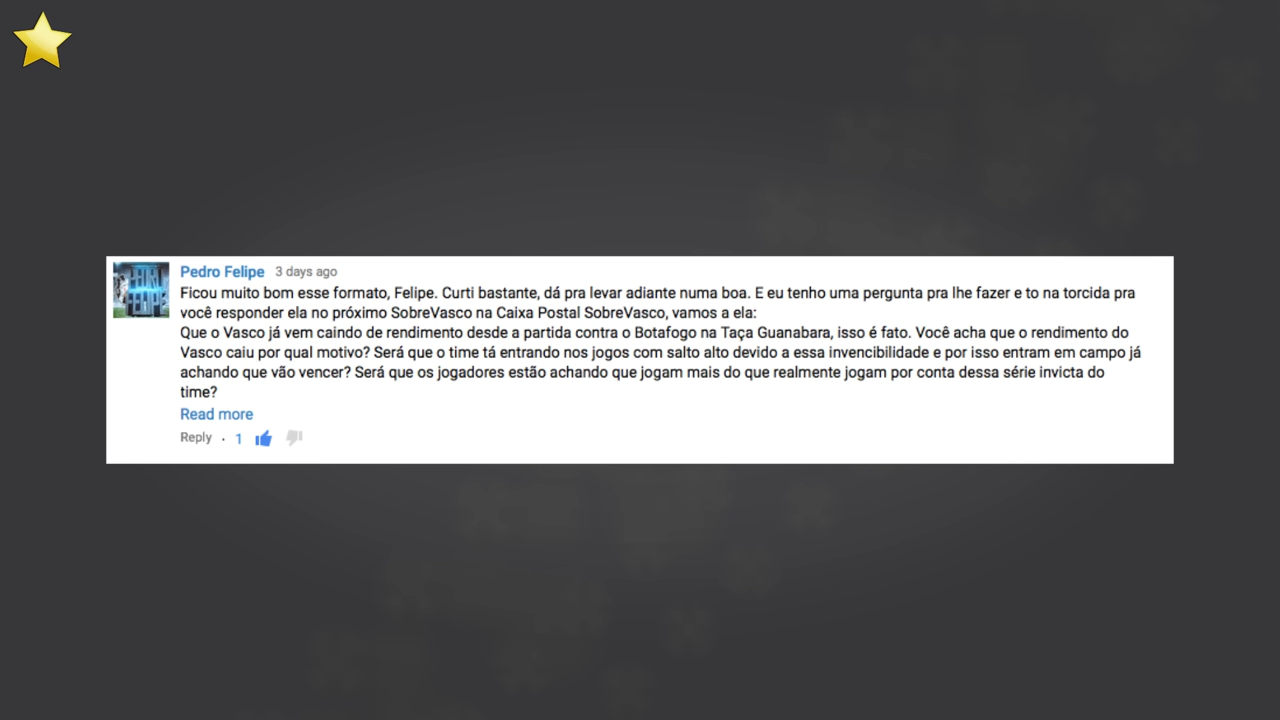 Pedro Felipe 3 days ago
Ficou muito bom esse formato, Felipe. Curti bastante, dá pra levar adiante numa boa. E eu tenho uma pergunta pra lhe fazer e to na torcida pra
você responder ela no próximo SobreVasco na Caixa Postal SobreVasco, vamos a ela:
Que o Vasco já vem caindo de rendimento desde a partida contra o Botafogo na Taça Guanabara, isso é fato. Você acha que o rendimento do
Vasco caiu por qual motivo? Será que o time tá entrando nos jogos com salto alto devido a essa invencibilidade e por isso entram em campo já
achando que vão vencer? Será que os jogadores estão achando que jogam mais do que realmente jogam por conta dessa série invicta do
time?
Read more
Reply · 1